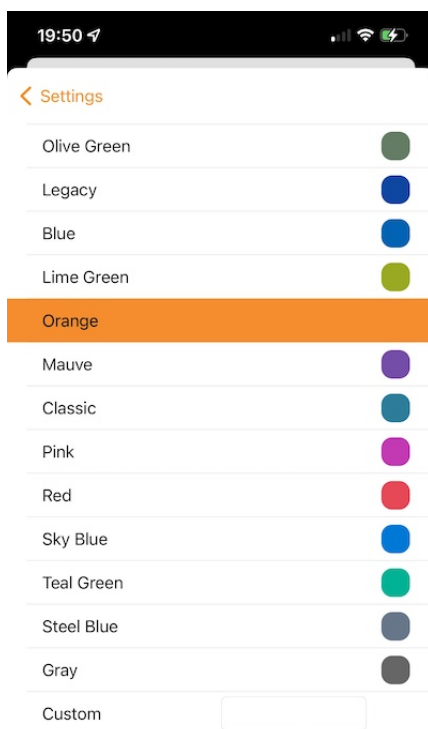 19:50
Settings
Olive Green
Legacy
Blue
Lime Green
Orange
Mauve
Classic
Pink
Red
Sky Blue
Teal Green
Steel Blue
Gray
Custom